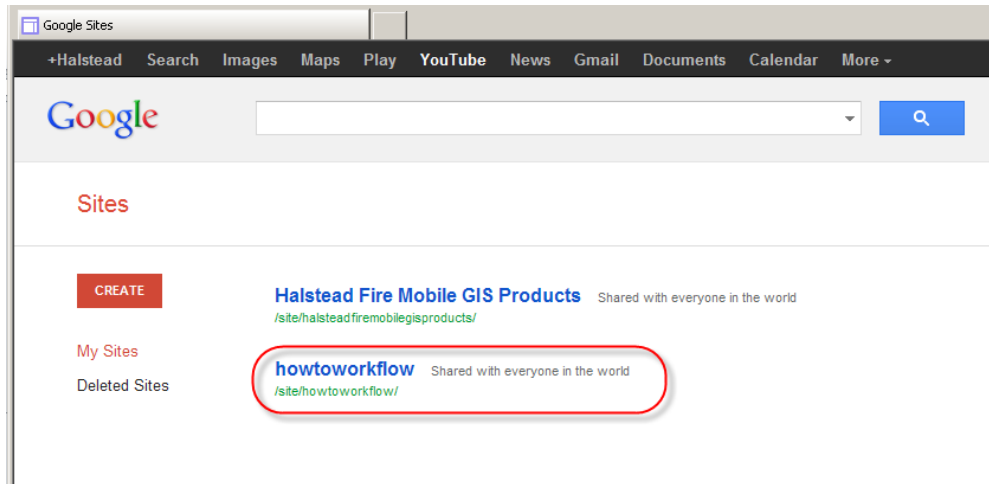 Google Sites
+Halstead Search Images Maps Play YouTube News Gmail Documents Calendar More
Google
Sites
CREATE
Halstead Fire Mobile GIS Products Shared with everyone in the world
/site/halsteadfiremobilegisproducts/
My Sites
howtoworkflow Shared with everyone in the world
Deleted Sites
/site/howtoworkflow/